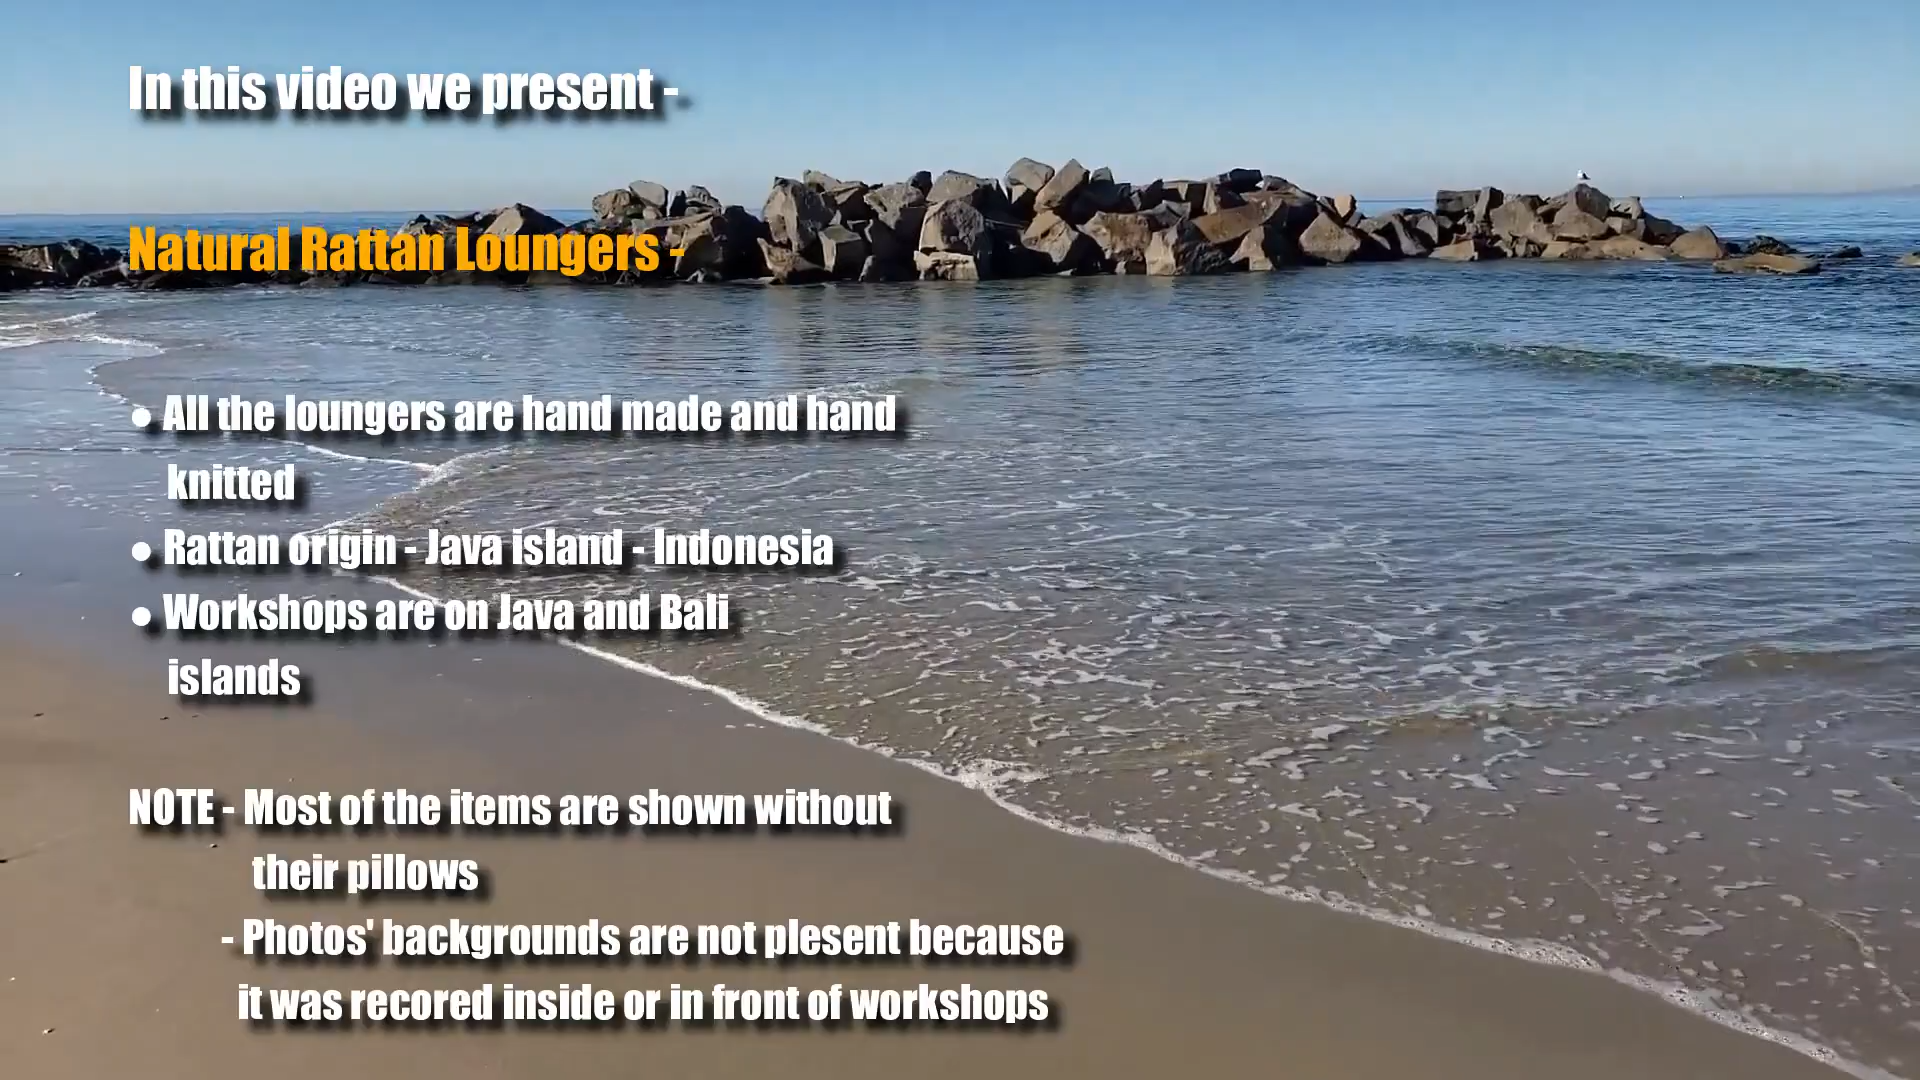 In this video we present -
Natural Rattan Loungers -
● All the loungers are hand made and hand
knitted
● Rattan origin - Java island - Indonesia
● Workshops are on Java and Bali
islands
NOTE - Most of the items are shown without
their pillows
- Photos' backgrounds are not plesent because
it was recored inside or in front of workshops